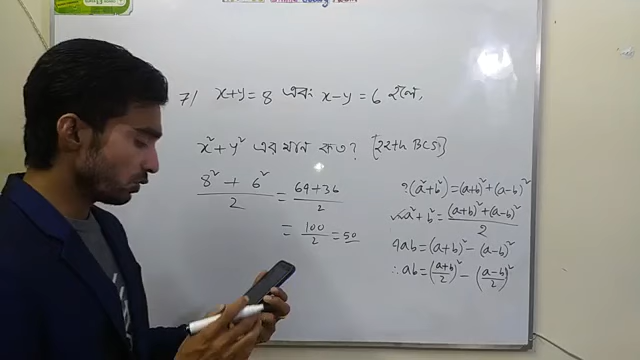 7/ x+y=8 এবং x-y=6 হলে,
x²+y² এর মান কত? [22th BCS]
(8²+6²)/2 = (64+36)/2
= 100/2 = 50
2(a²+b²)=(a+b)²+(a-b)²
✓a²+b²=((a+b)²+(a-b)²)/2
4ab=(a+b)²-(a-b)²
∴ab=((a+b)/2)²-((a-b)/2)²